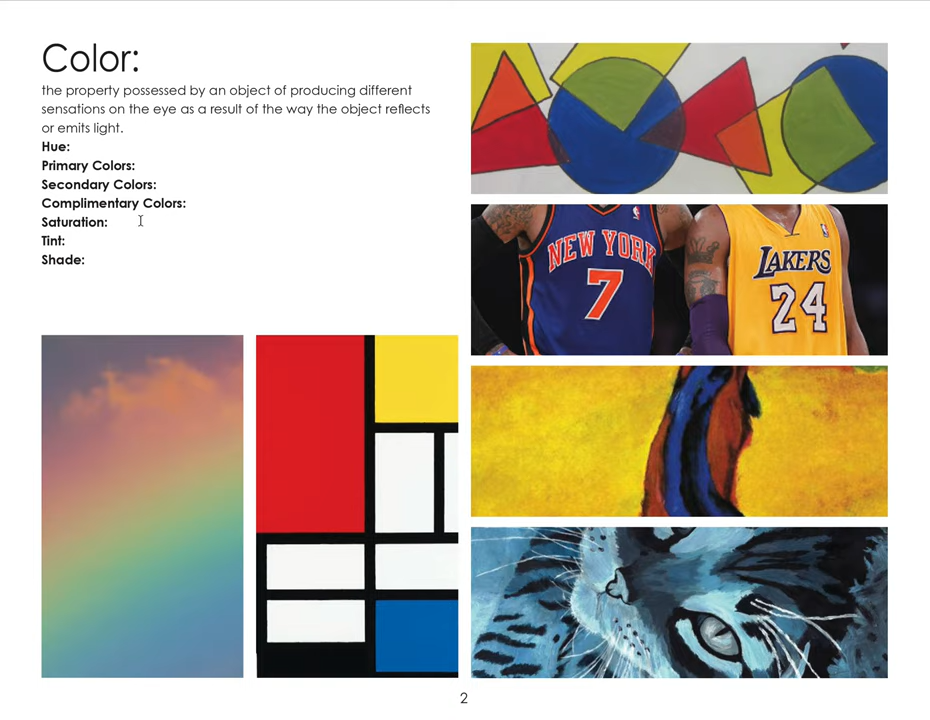 Color:
the property possessed by an object of producing different
sensations on the eye as a result of the way the object reflects
or emits light.
Hue:
Primary Colors:
Secondary Colors:
Complimentary Colors:
Saturation:
Tint:
Shade:
NEW YORK
7
LAKERS
24
2